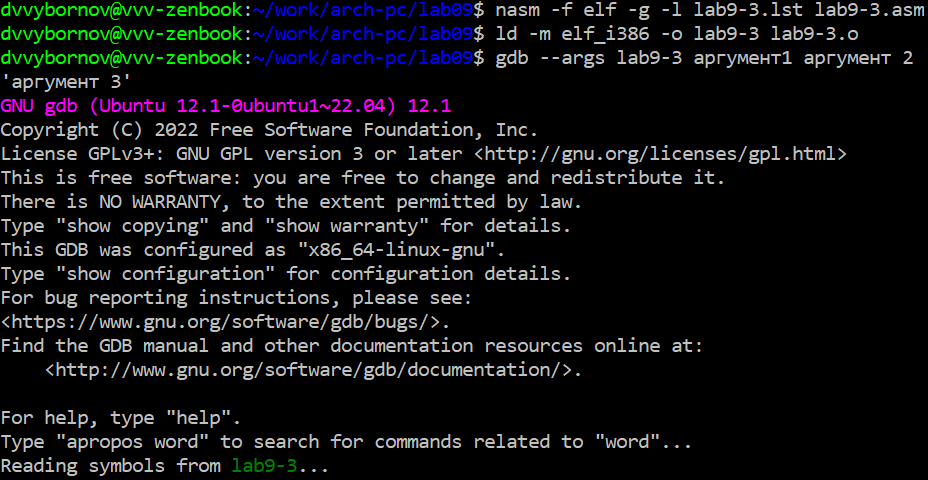 dvvybornov@vvv-zenbook:~/work/arch-pc/lab09$ nasm -f elf -g -l lab9-3.lst lab9-3.asm
dvvybornov@vvv-zenbook:~/work/arch-pc/lab09$ ld -m elf_i386 -o lab9-3 lab9-3.o
dvvybornov@vvv-zenbook:~/work/arch-pc/lab09$ gdb --args lab9-3 аргумент1 аргумент 2
'аргумент 3'
GNU gdb (Ubuntu 12.1-0ubuntu1~22.04) 12.1
Copyright (C) 2022 Free Software Foundation, Inc.
License GPLv3+: GNU GPL version 3 or later <http://gnu.org/licenses/gpl.html>
This is free software: you are free to change and redistribute it.
There is NO WARRANTY, to the extent permitted by law.
Type "show copying" and "show warranty" for details.
This GDB was configured as "x86_64-linux-gnu".
Type "show configuration" for configuration details.
For bug reporting instructions, please see:
<https://www.gnu.org/software/gdb/bugs/>.
Find the GDB manual and other documentation resources online at:
    <http://www.gnu.org/software/gdb/documentation/>.

For help, type "help".
Type "apropos word" to search for commands related to "word"...
Reading symbols from lab9-3...